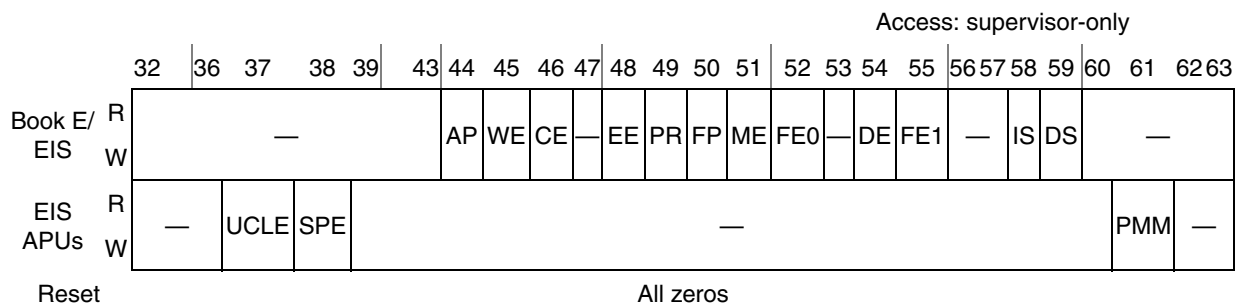 Access: supervisor-only
32 36 37 38 39 43 44 45 46 47 48 49 50 51 52 53 54 55 56 57 58 59 60 61 62 63
Book E/ EIS R W — AP WE CE — EE PR FP ME FE0 — DE FE1 — IS DS —
EIS APUs R W — UCLE SPE — PMM —
Reset All zeros